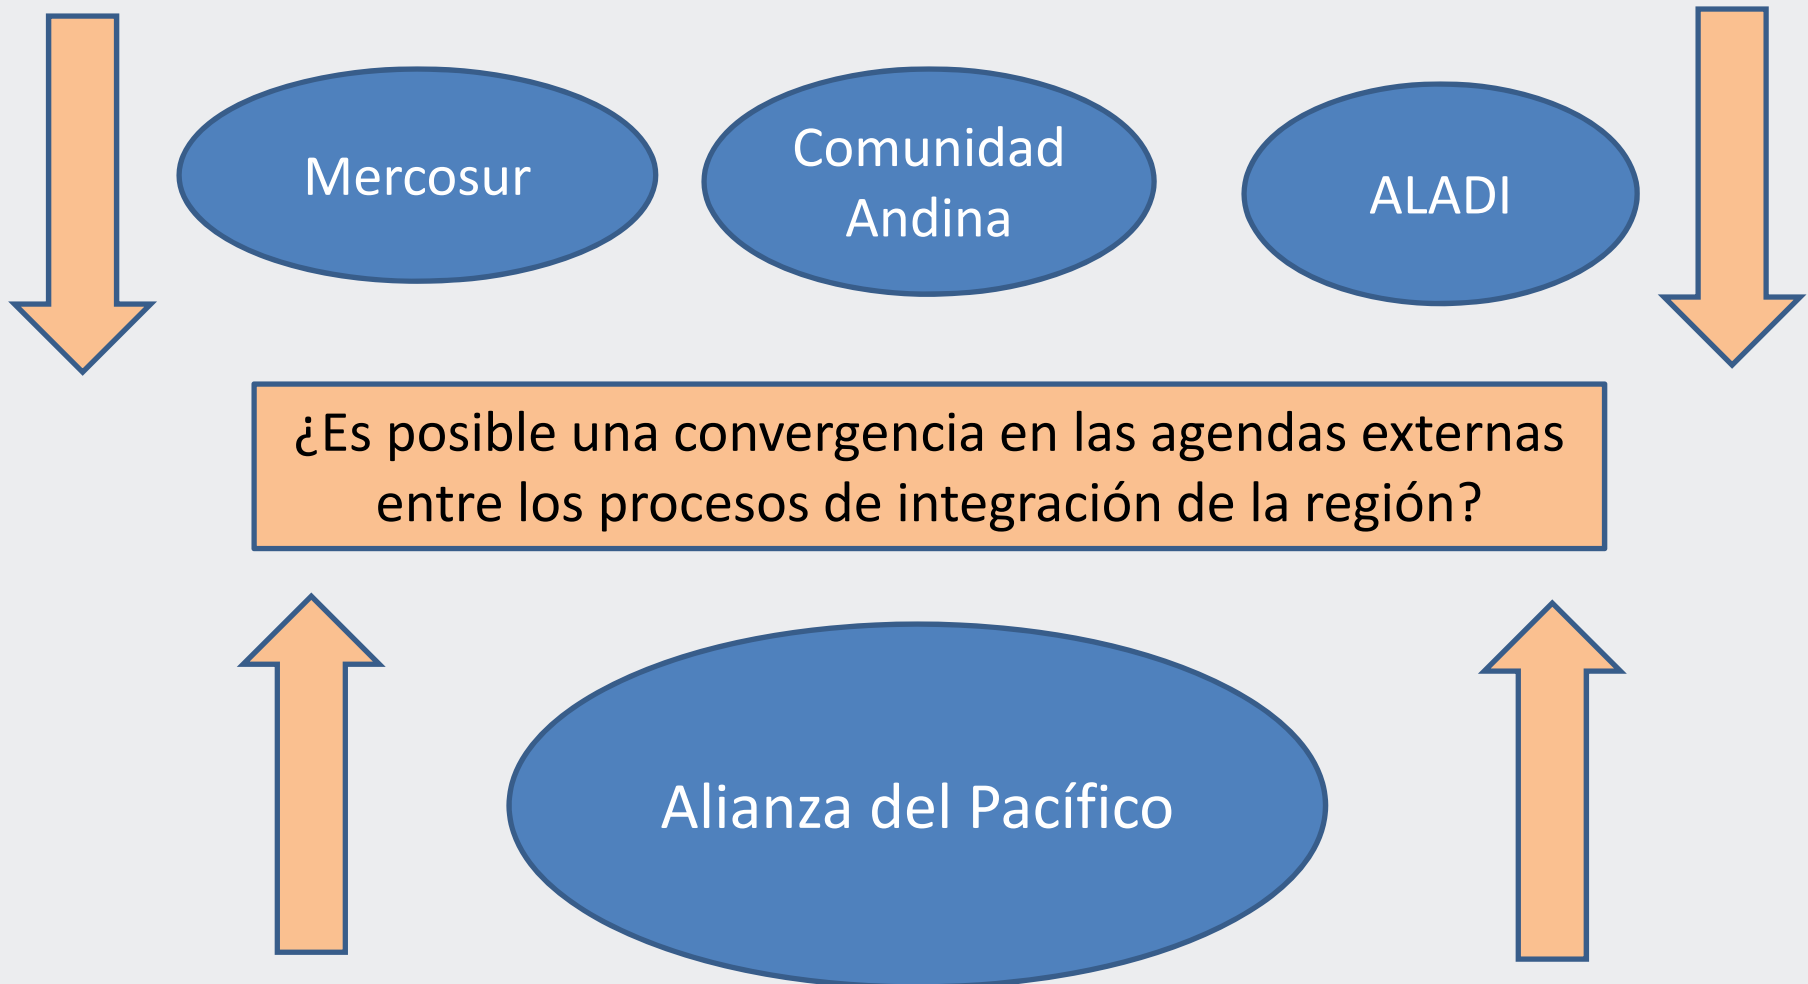 Mercosur
Comunidad
Andina
ALADI
¿Es posible una convergencia en las agendas externas
entre los procesos de integración de la región?
Alianza del Pacífico